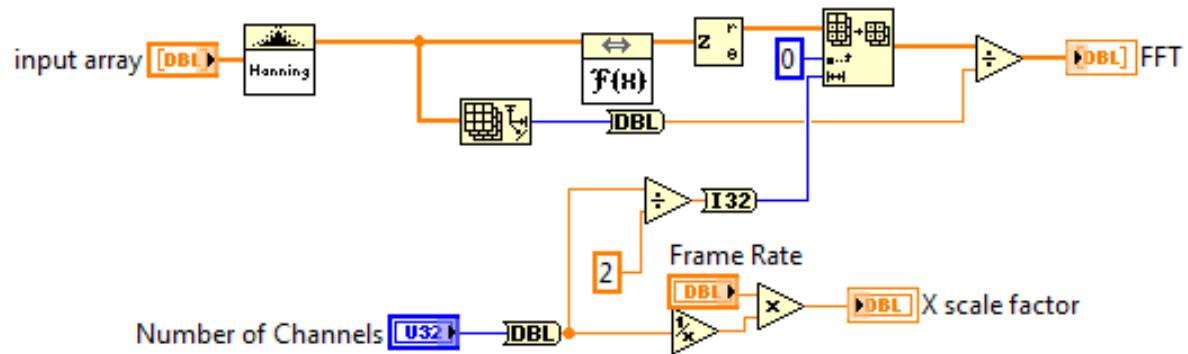 input array
[DBL]
Hanning
F(x)
z
r
θ
0
÷
[DBL]
FFT
DBL
÷
I32
2
Frame Rate
DBL
x
DBL
X scale factor
Number of Channels
U32
DBL
1/x